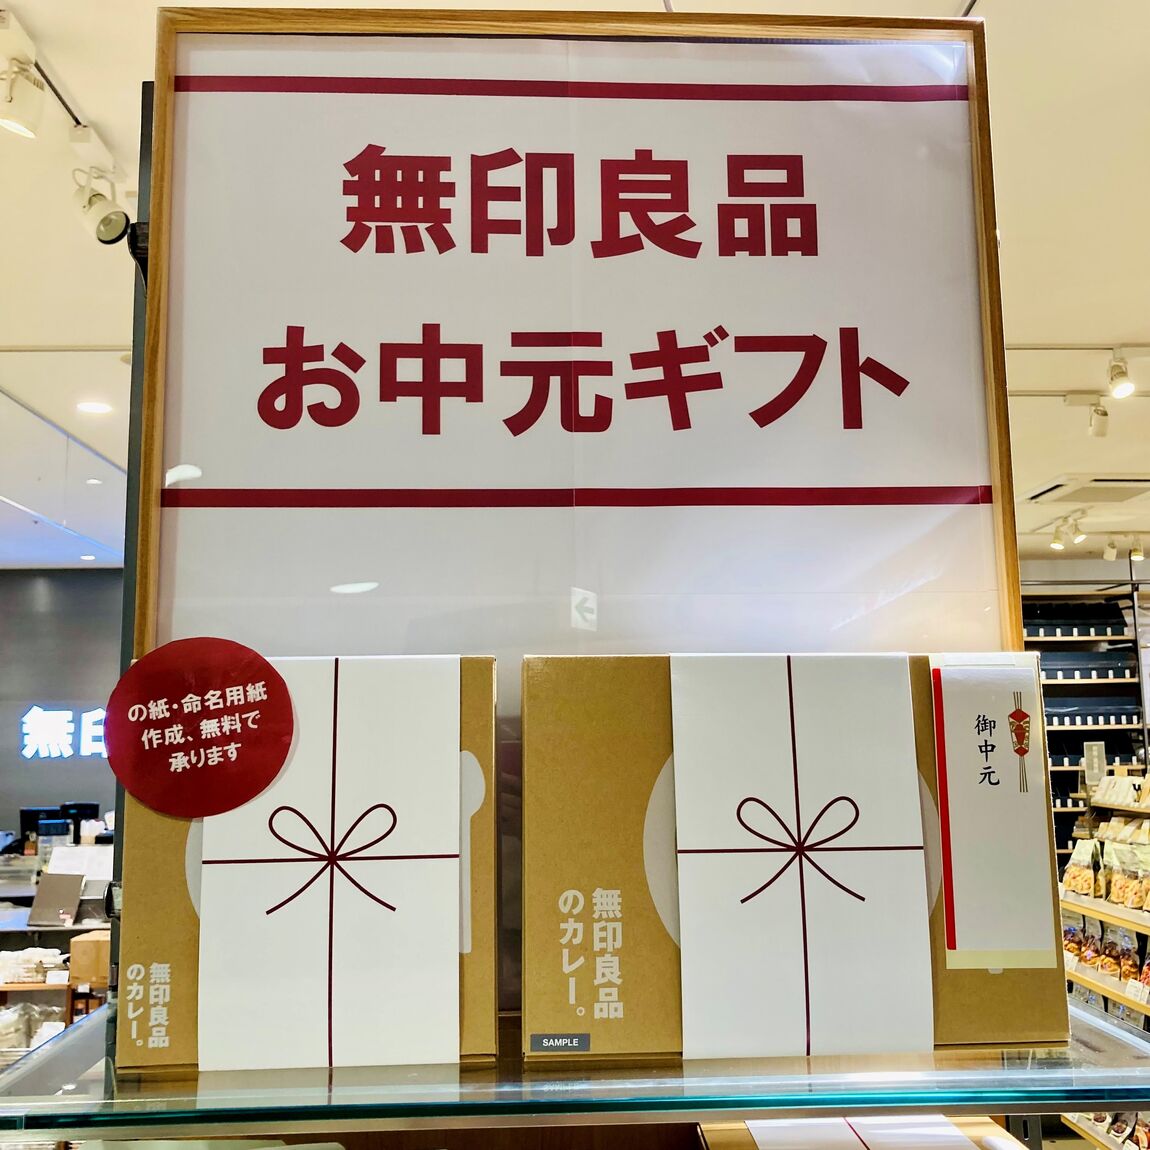 無印良品
お中元ギフト
の紙・命名用紙
作成、無料で
承ります
無印
無印良品
のカレー。
無印良品
のカレー。
SAMPLE
御中元